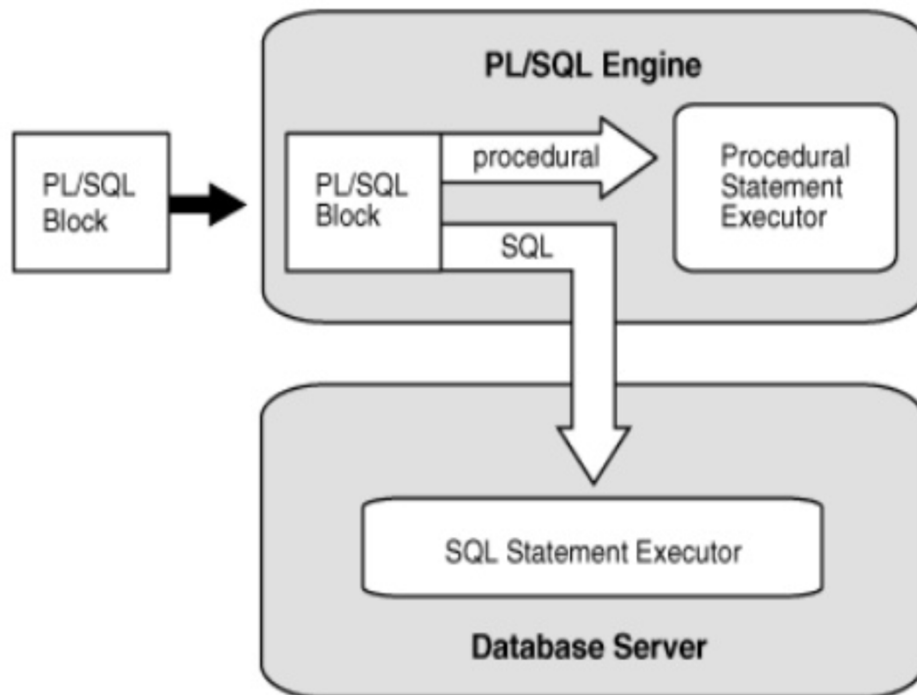 PL/SQL Engine
PL/SQL
Block
PL/SQL
Block
procedural
SQL
Procedural
Statement
Executor
SQL Statement Executor
Database Server